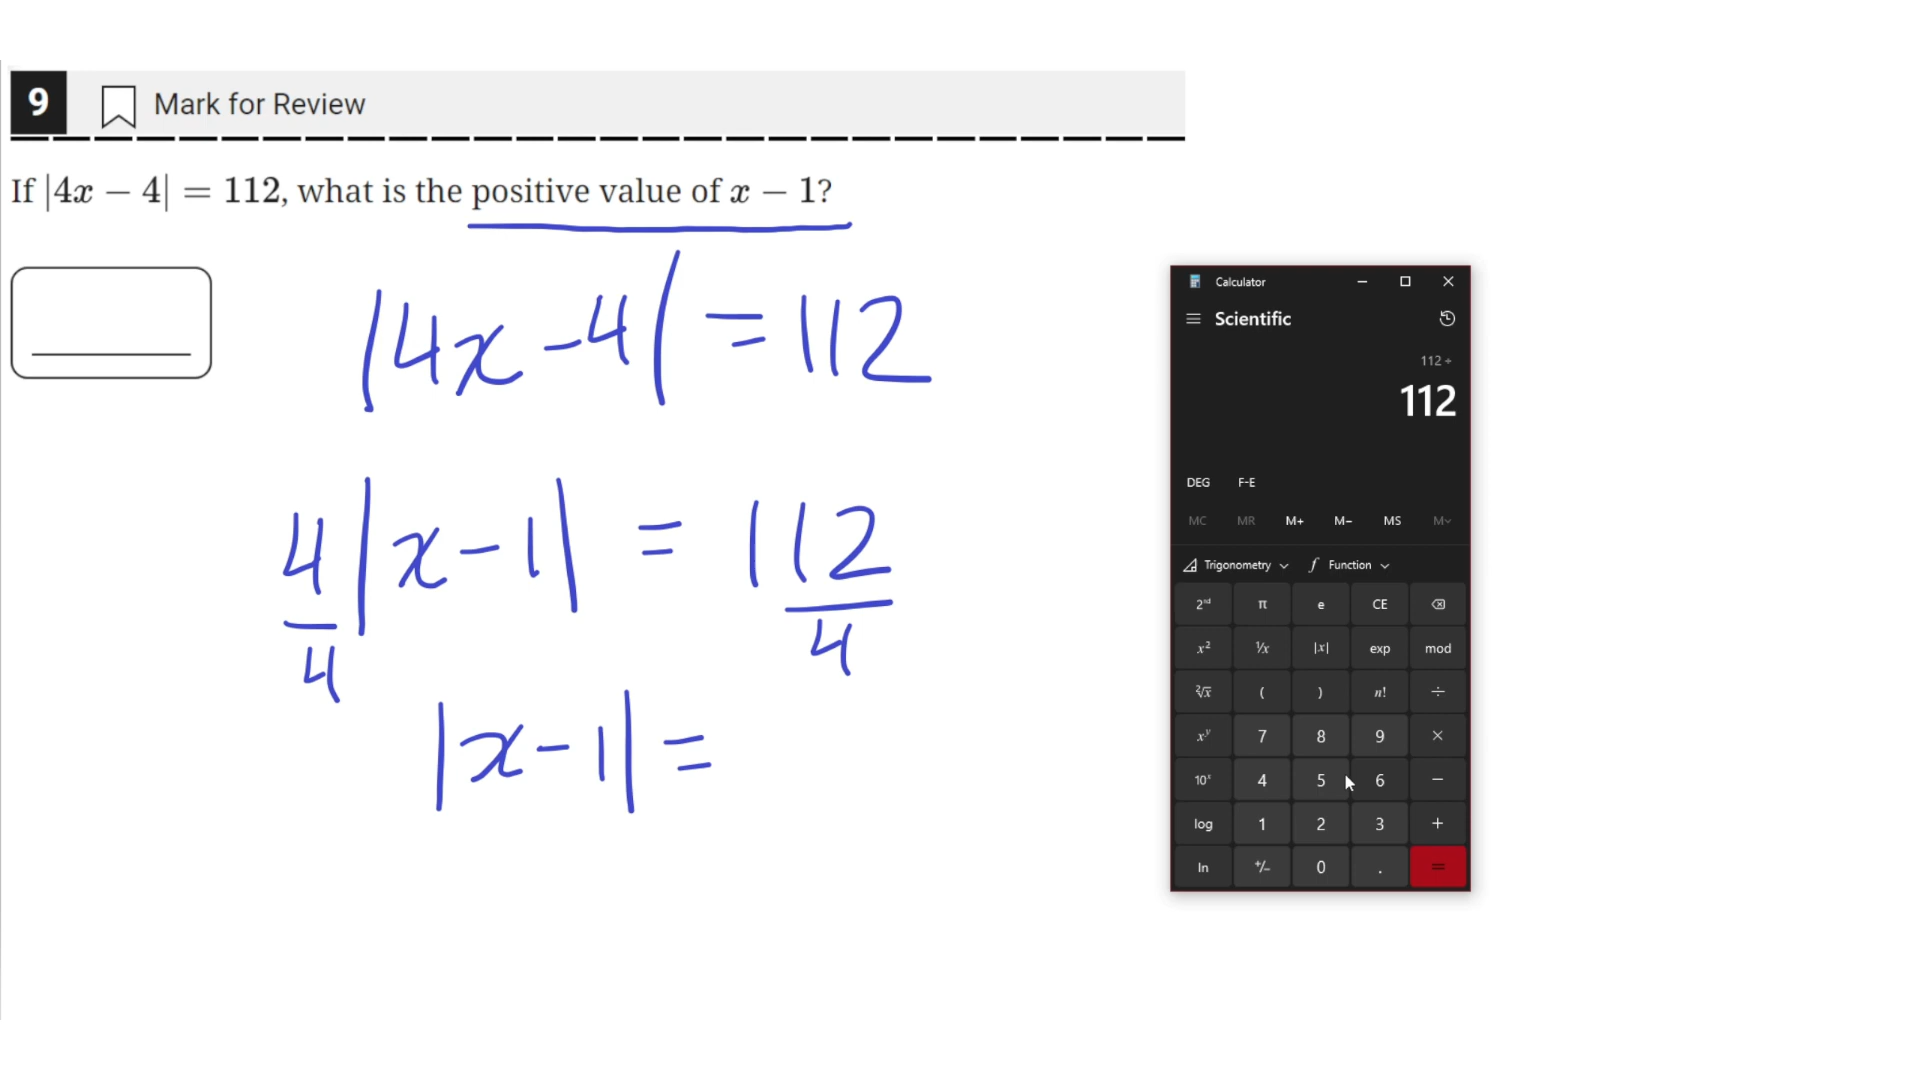 9 Mark for Review
If |4x − 4| = 112, what is the positive value of x − 1?
|4x - 4| = 112
4|x - 1| = 112
4 4
|x - 1| =
Calculator
Scientific
112 ÷
112
DEG F-E
MC MR M+ M- MS M˅
Trigonometry f Function
2ⁿᵈ π e CE
x² ¹/x |x| exp mod
²√x ( ) n! ÷
xʸ 7 8 9 ×
10ˣ 4 5 6 −
log 1 2 3 +
ln +/− 0 . =